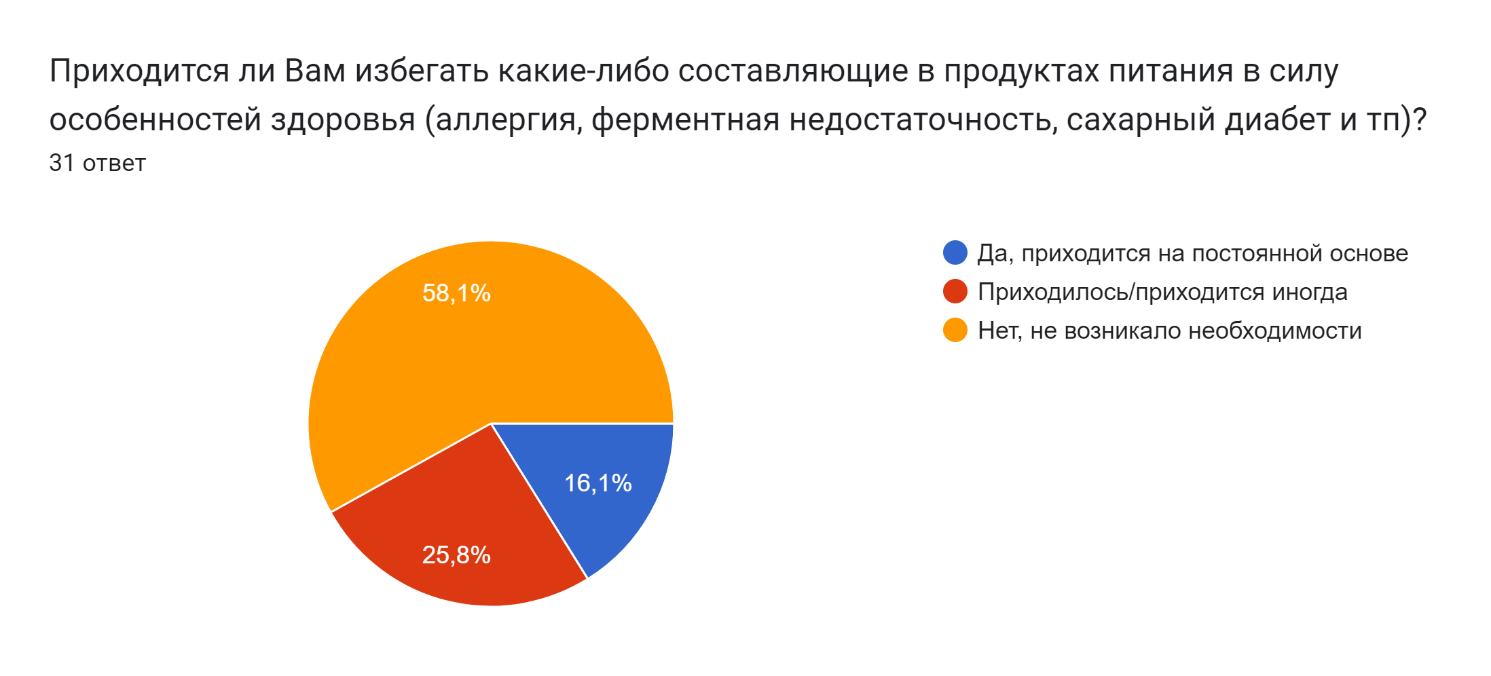 Приходится ли Вам избегать какие-либо составляющие в продуктах питания в силу
особенностей здоровья (аллергия, ферментная недостаточность, сахарный диабет и тп)?
31 ответ
58,1%
16,1%
25,8%
Да, приходится на постоянной основе
Приходилось/приходится иногда
Нет, не возникало необходимости